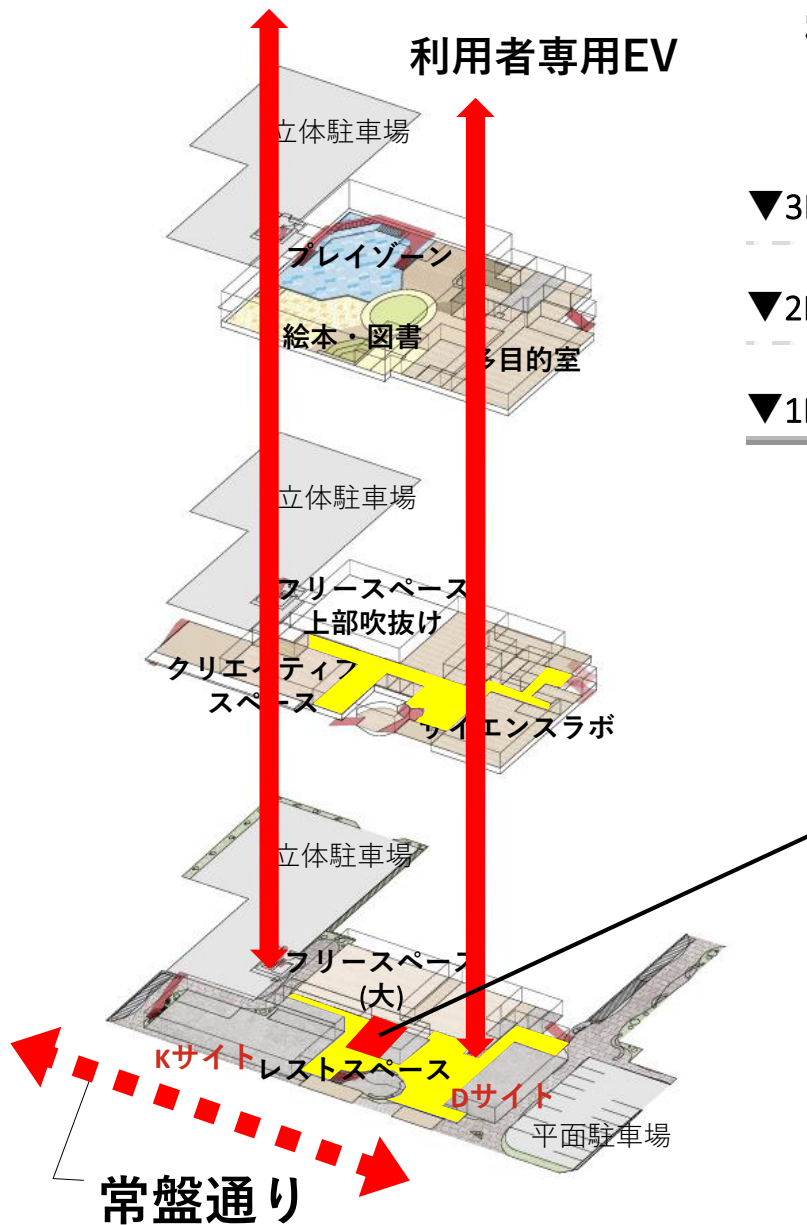 利用者専用EV
立体駐車場
プレイゾーン
絵本・図書
多目的室
▼3
▼2
▼1
立体駐車場
フリースペース
上部吹抜け
クリエイティブ
スペース
サイエンスラボ
立体駐車場
フリースペース
(大)
Kサイト
レストスペース
Dサイト
平面駐車場
常盤通り